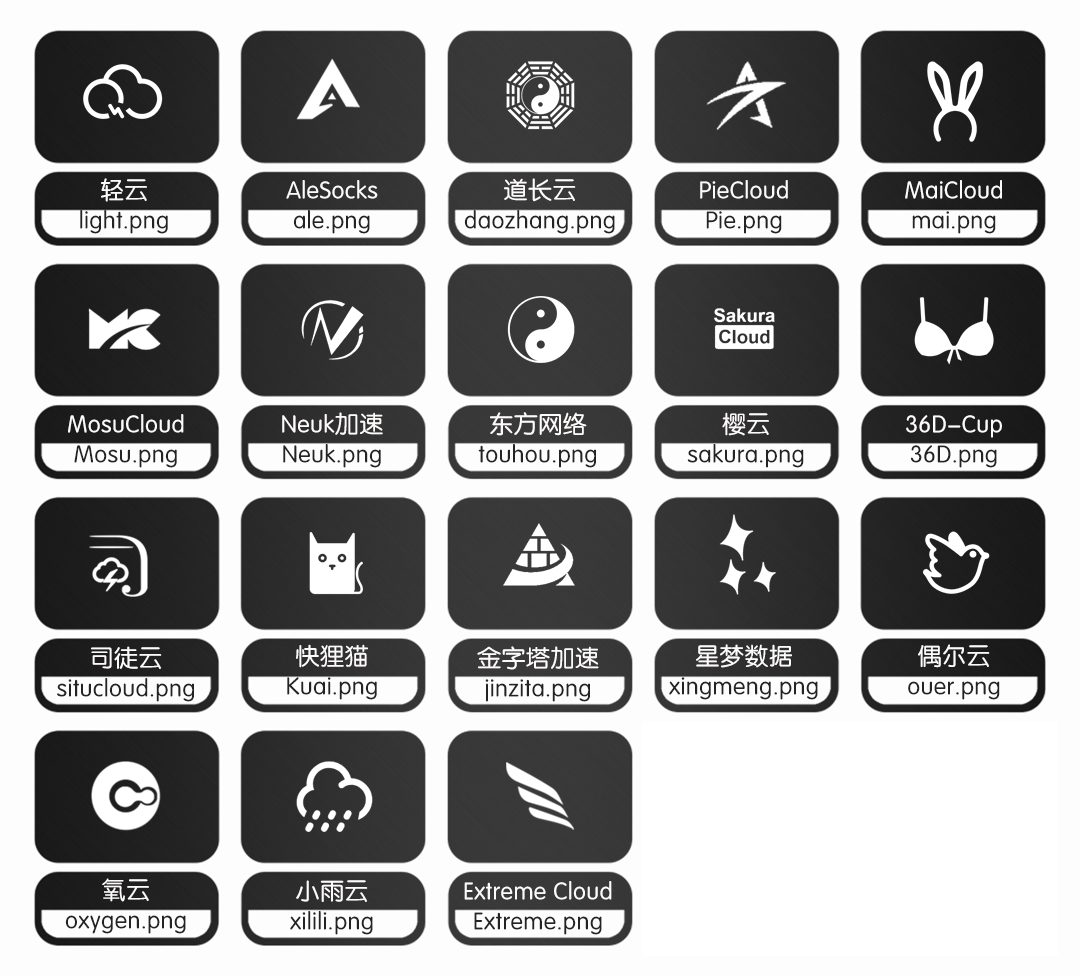 轻云
light.png
AleSocks
ale.png
道长云
daozhang.png
PieCloud
Pie.png
MaiCloud
mai.png
MosuCloud
Mosu.png
Neuk加速
Neuk.png
东方网络
touhou.png
Sakura
Cloud
樱云
sakura.png
36D-Cup
36D.png
司徒云
situcloud.png
快狸猫
Kuai.png
金字塔加速
jinzita.png
星梦数据
xingmeng.png
偶尔云
ouer.png
氧云
oxygen.png
小雨云
xilili.png
Extreme Cloud
Extreme.png